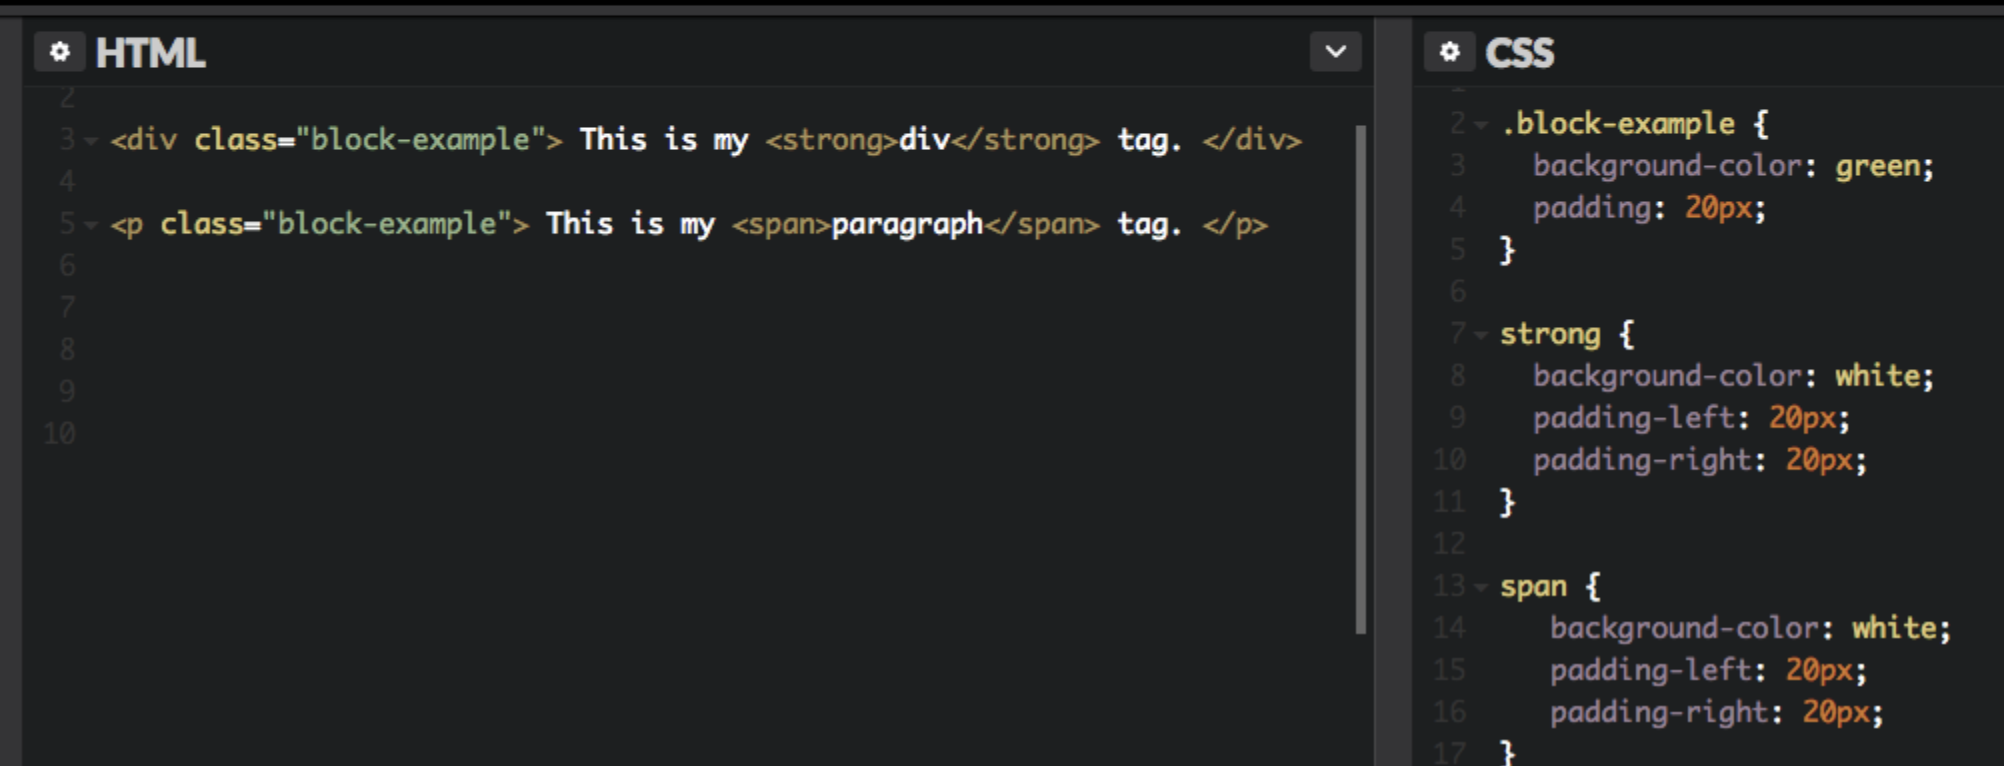 HTML
2
3 <div class="block-example"> This is my <strong>div</strong> tag. </div>
4
5 <p class="block-example"> This is my <span>paragraph</span> tag. </p>
6
7
8
9
10
CSS
2 .block-example {
3 background-color: green;
4 padding: 20px;
5 }
6
7 strong {
8 background-color: white;
9 padding-left: 20px;
10 padding-right: 20px;
11 }
12
13 span {
14 background-color: white;
15 padding-left: 20px;
16 padding-right: 20px;
17 }